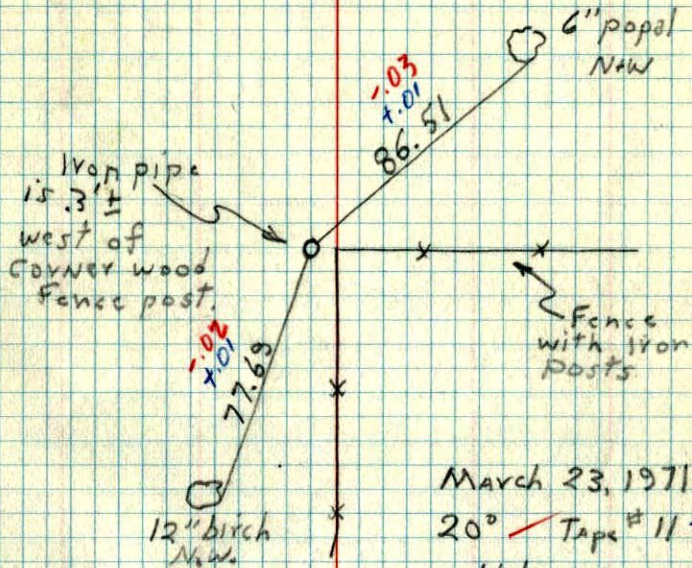 6" popal
N+W
-.03
+.01
86.51
Iron pipe
is .3'±
west of
Corner wood
Fence post.
Fence
with Iron
Posts
-.02
+.01
77.69
12" birch
N.W.
March 23, 1971
20° Tape # 11